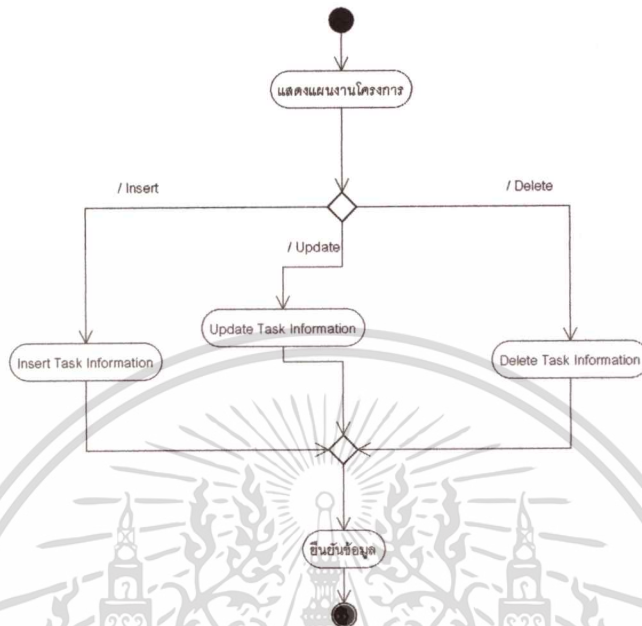 แสดงแผนงานโครงการ
/ Insert
/ Delete
/ Update
Update Task Information
Insert Task Information
Delete Task Information
ยืนยันข้อมูล